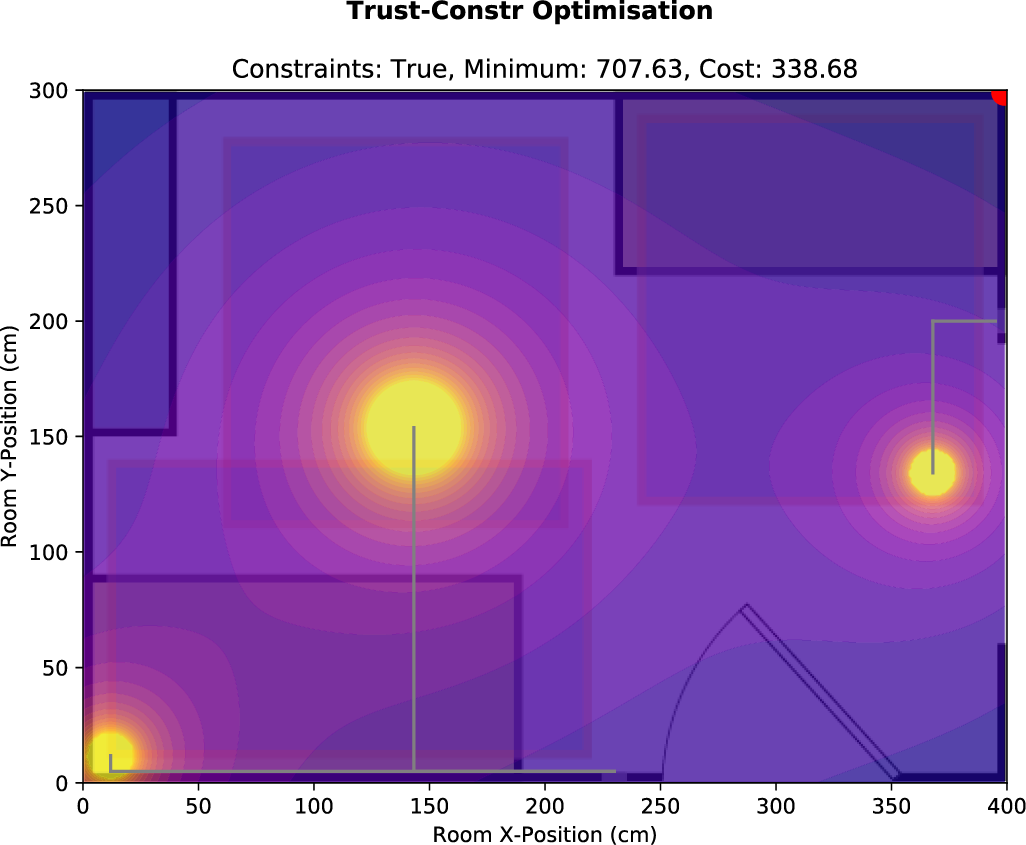 Trust-Constr Optimisation
Constraints: True, Minimum: 707.63, Cost: 338.68
300
250
200
150
100
50
0
Room Y-Position (cm)
0 50 100 150 200 250 300 350 400
Room X-Position (cm)